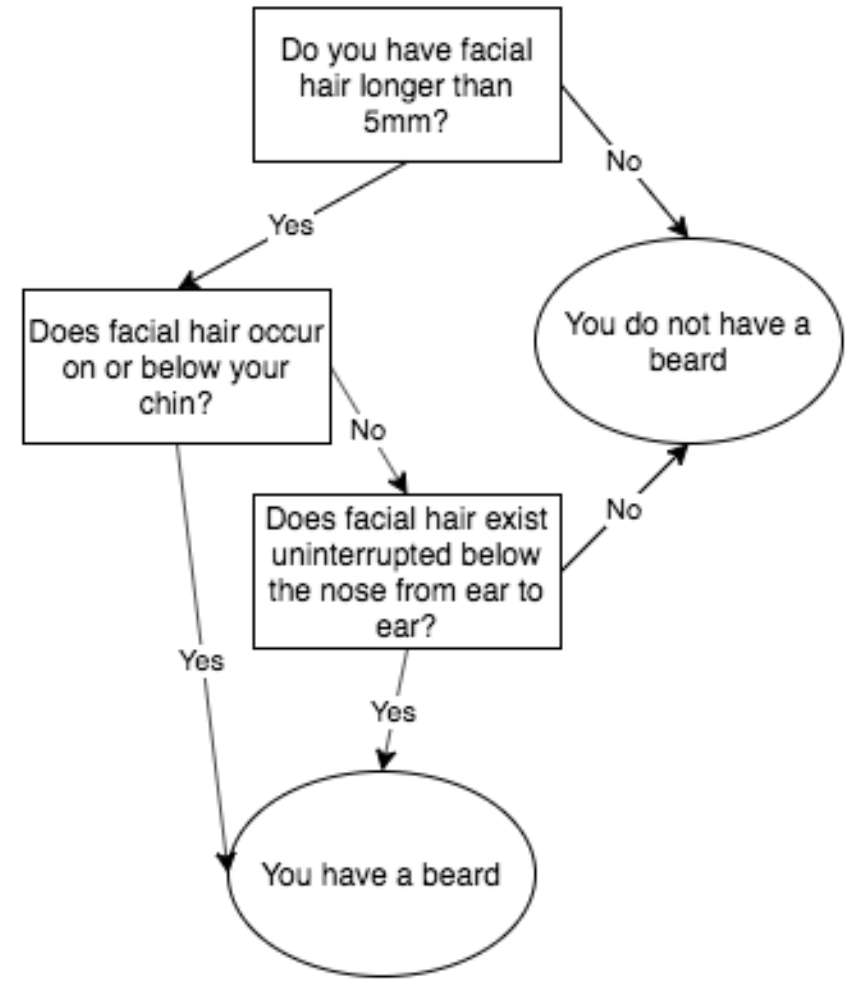 Do you have facial
hair longer than
5mm?
No
Yes
Does facial hair occur
on or below your
chin?
You do not have a
beard
No
Does facial hair exist
uninterrupted below
the nose from ear to
ear?
No
Yes
Yes
You have a beard